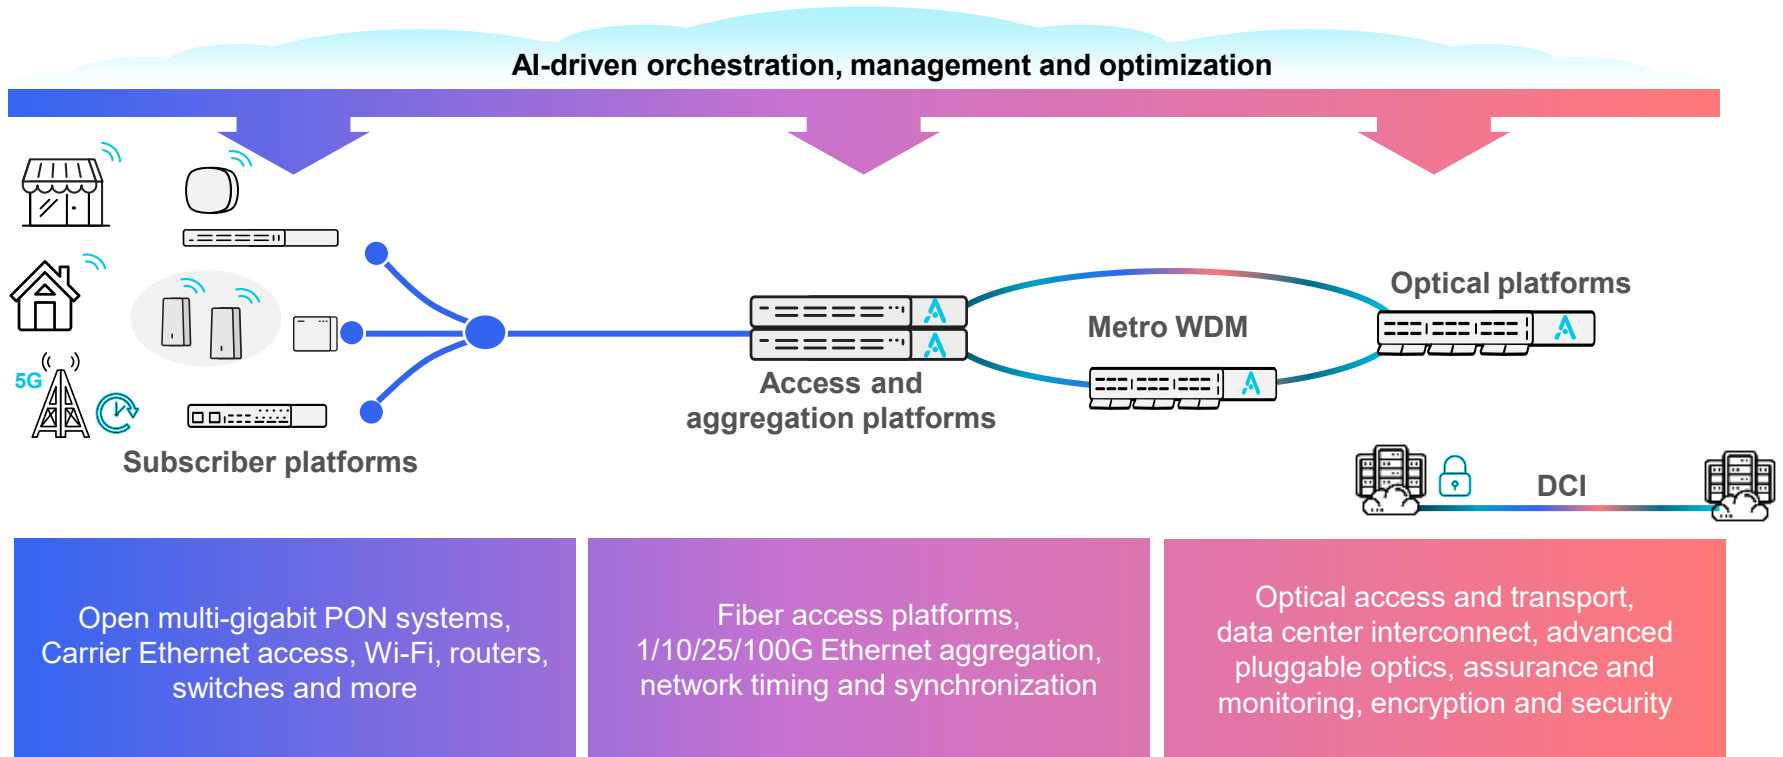 AI-driven orchestration, management and optimization
5G
Subscriber platforms
Access and
aggregation platforms
Metro WDM
Optical platforms
DCI
Open multi-gigabit PON systems,
Carrier Ethernet access, Wi-Fi, routers,
switches and more
Fiber access platforms,
1/10/25/100G Ethernet aggregation,
network timing and synchronization
Optical access and transport,
data center interconnect, advanced
pluggable optics, assurance and
monitoring, encryption and security